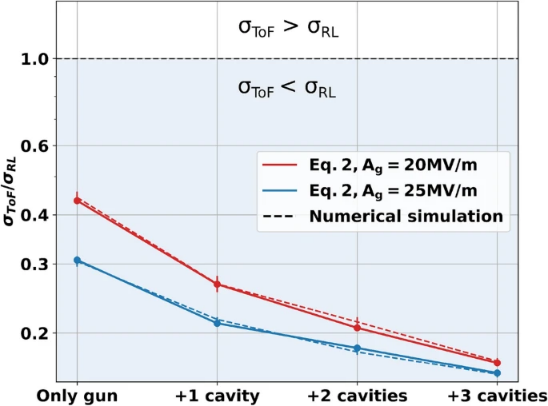 σToF > σRL
1.0
σToF < σRL
0.6
Eq. 2, Ag = 20MV/m
Eq. 2, Ag = 25MV/m
Numerical simulation
0.4
0.3
0.2
σToF/σRL
Only gun
+1 cavity
+2 cavities
+3 cavities